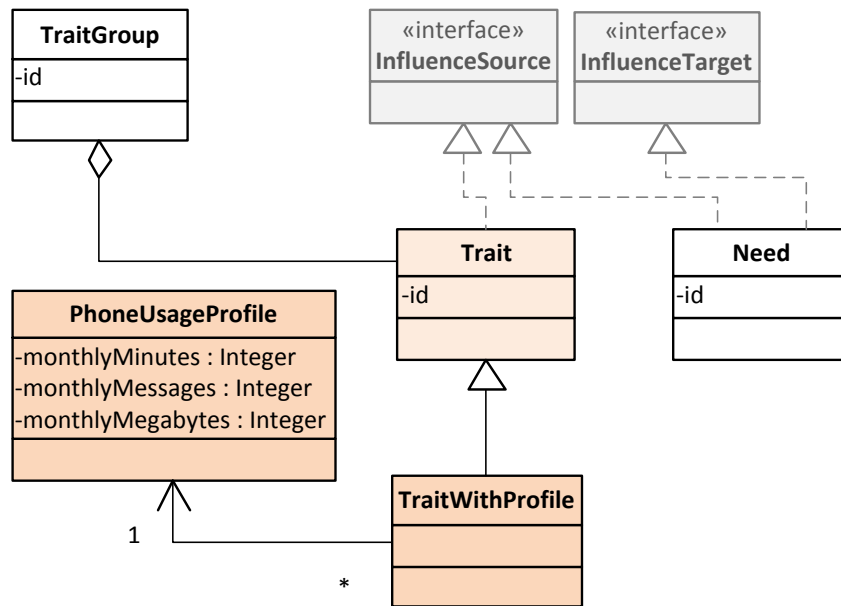 TraitGroup
-id
«interface»
InfluenceSource
«interface»
InfluenceTarget
Trait
-id
Need
-id
PhoneUsageProfile
-monthlyMinutes : Integer
-monthlyMessages : Integer
-monthlyMegabytes : Integer
TraitWithProfile
1
*